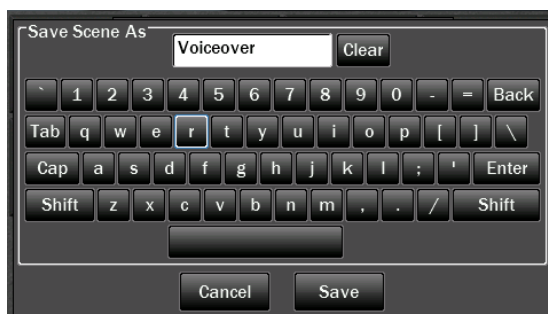 Save Scene As
Voiceover Clear
` 1 2 3 4 5 6 7 8 9 0 - = Back
Tab q w e r t y u i o p [ ] \
Cap a s d f g h j k l ; ' Enter
Shift z x c v b n m , . / Shift
Cancel Save